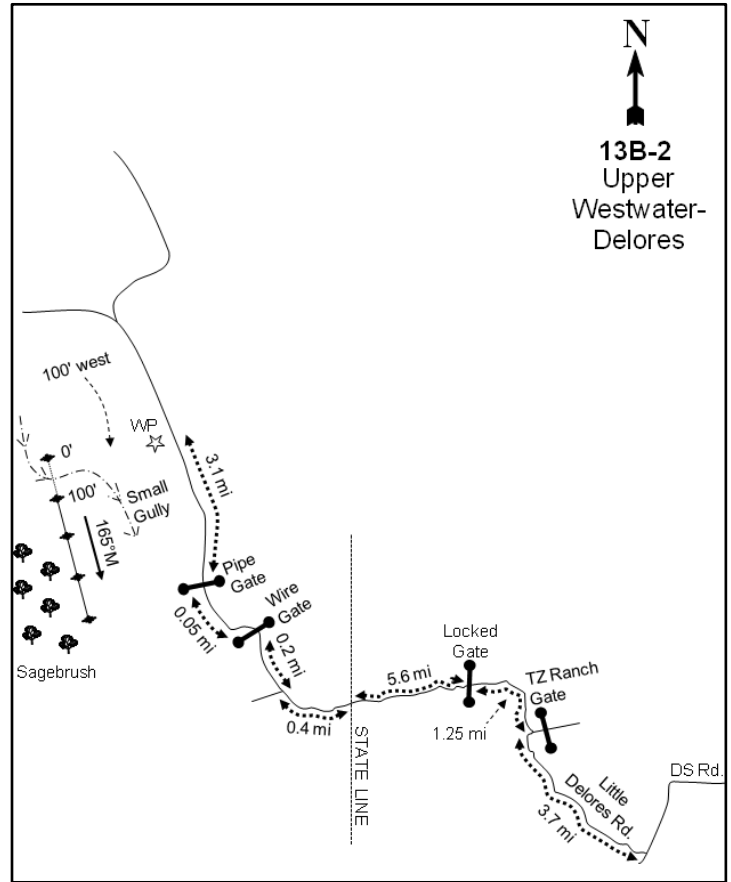 N
13B-2
Upper
Westwater-
Delores
100' west
WP
0'
100'
Small
Gully
165°M
3.1 mi
Pipe
Gate
Wire
Gate
0.05 mi
0.2 mi
Sagebrush
0.4 mi
STATE LINE
5.6 mi
Locked
Gate
1.25 mi
TZ Ranch
Gate
Little
Delores Rd.
3.7 mi
DS Rd.